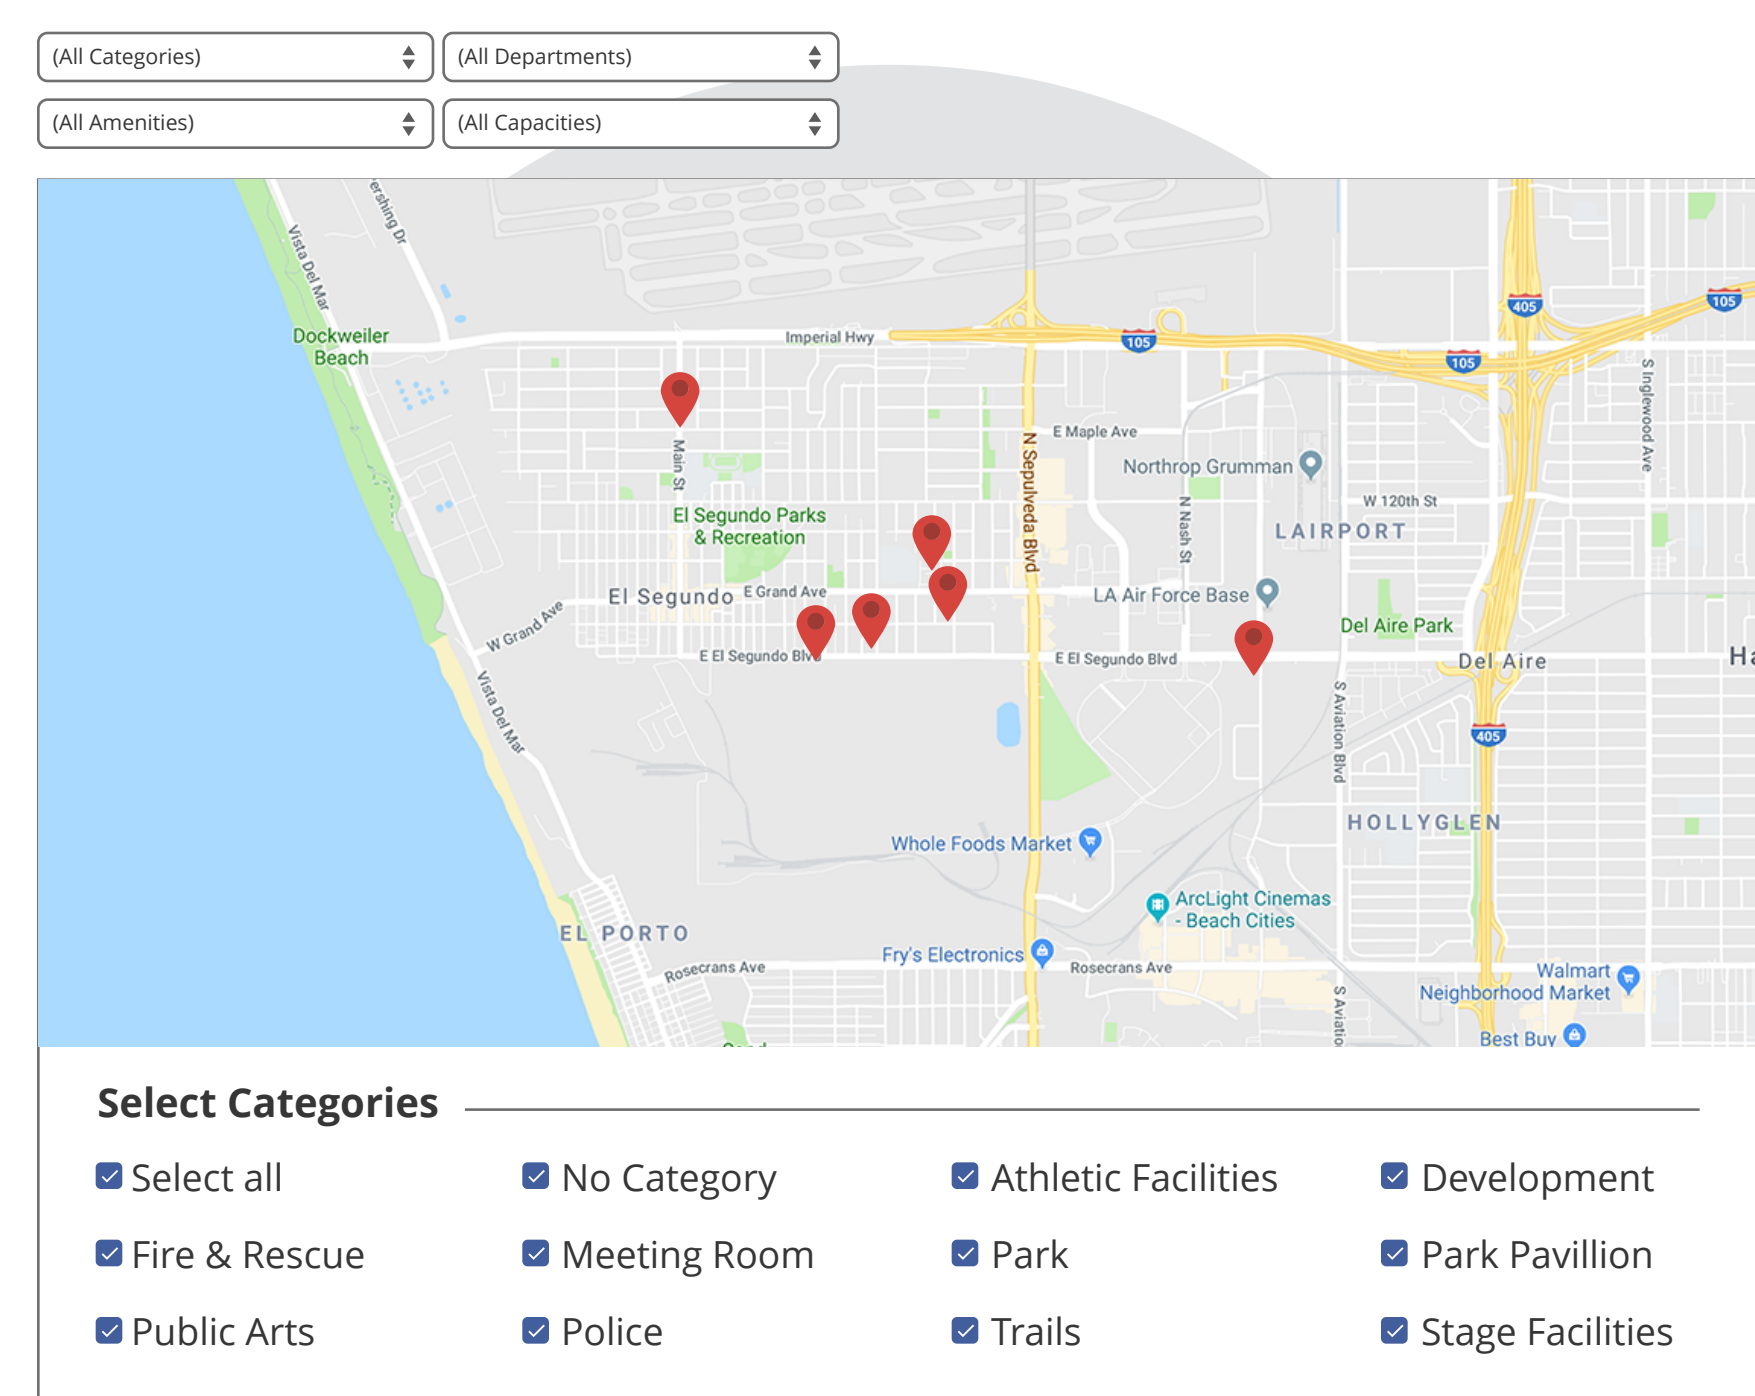 (All Categories)
(All Departments)
(All Amenities)
(All Capacities)
ershing Dr
Vista Del Mar
405
105
Dockweiler
Beach
Imperial Hwy
105
105
S Inglewood Ave
Main St
N Sepulveda Blvd
E Maple Ave
Northrop Grumman
N Nash St
W 120th St
El Segundo Parks
& Recreation
LAIRPORT
El Segundo
E Grand Ave
LA Air Force Base
W Grand Ave
Del Aire Park
E El Segundo Blvd
E El Segundo Blvd
Del Aire
Ha
Vista Del Mar
S Aviation Blvd
405
HOLLYGLEN
Whole Foods Market
ArcLight Cinemas
- Beach Cities
EL PORTO
Fry's Electronics
Rosecrans Ave
Rosecrans Ave
Walmart
Neighborhood Market
S Aviatio
Best Buy
Select Categories
Select all
No Category
Athletic Facilities
Development
Fire & Rescue
Meeting Room
Park
Park Pavillion
Public Arts
Police
Trails
Stage Facilities